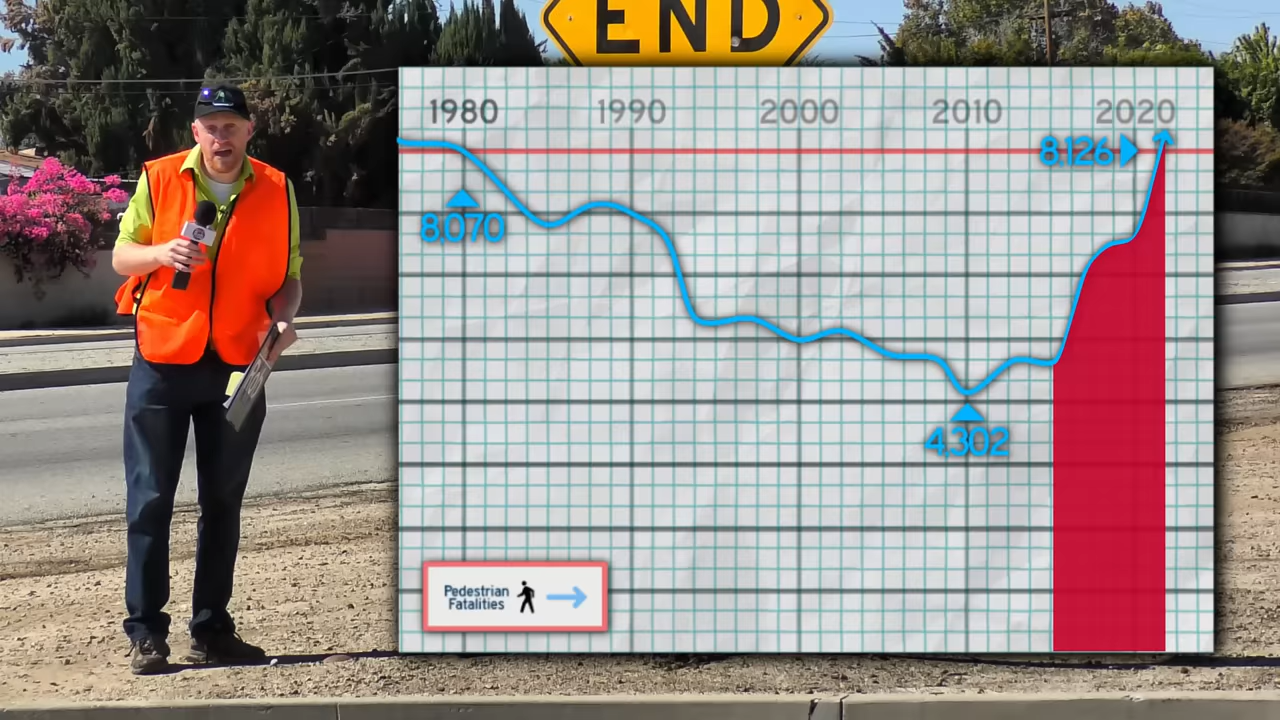 END
1980 1990 2000 2010 2020
8,126
8,070
4,302
Pedestrian
Fatalities